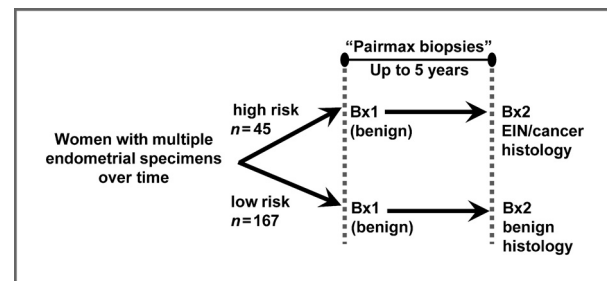 “Pairmax biopsies”
Up to 5 years
high risk
n=45
Bx1
(benign)
Bx2
EIN/cancer
histology
Women with multiple
endometrial specimens
over time
low risk
n=167
Bx1
(benign)
Bx2
benign
histology